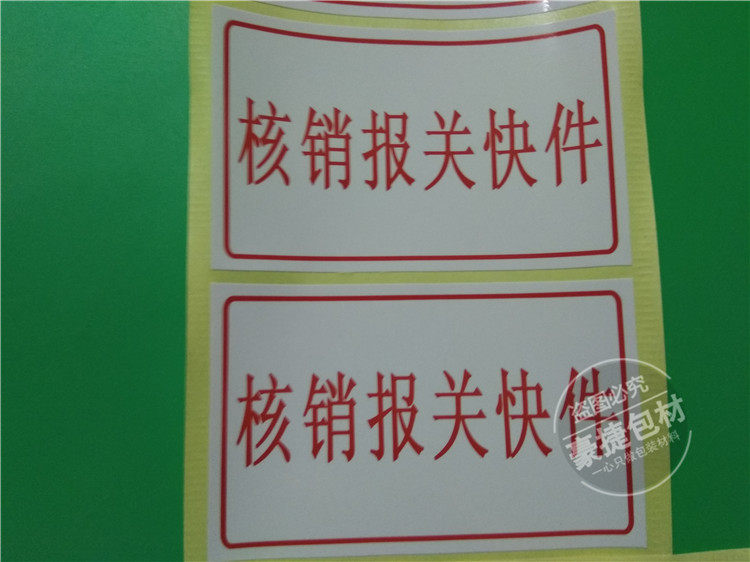 核销报关快件
核销报关快件
盗图必究
豪捷包材
一心只做包装材料